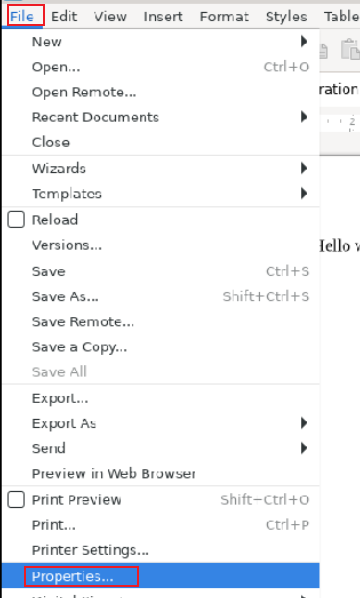 File Edit View Insert Format Styles Table
New
Open... Ctrl+O
Open Remote...
ration
Recent Documents
2
Close
Wizards
Templates
Reload
Versions...
Hello
Save Ctrl+S
Save As... Shift+Ctrl+S
Save Remote...
Save a Copy...
Save All
Export...
Export As
Send
Preview in Web Browser
Print Preview Shift-Ctrl+O
Print... Ctrl+P
Printer Settings...
Properties...